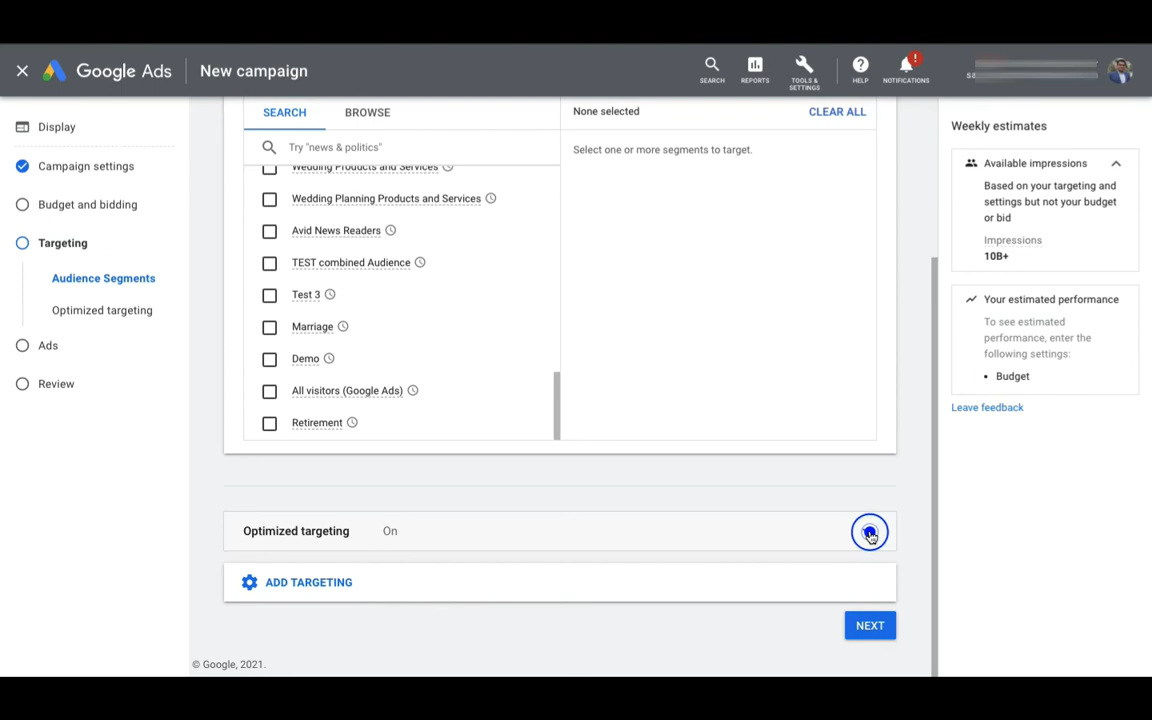 Google Ads
New campaign
SEARCH
REPORTS
TOOLS & SETTINGS
HELP
!
NOTIFICATIONS
sa
Display
Campaign settings
Budget and bidding
Targeting
Audience Segments
Optimized targeting
Ads
Review
SEARCH
BROWSE
Try "news & politics"
Wedding Products and Services
Wedding Planning Products and Services
Avid News Readers
TEST combined Audience
Test 3
Marriage
Demo
All visitors (Google Ads)
Retirement
None selected
CLEAR ALL
Select one or more segments to target.
Optimized targeting On
ADD TARGETING
NEXT
© Google, 2021.
Weekly estimates
Available impressions
Based on your targeting and
settings but not your budget
or bid
Impressions
10B+
Your estimated performance
To see estimated
performance, enter the
following settings:
• Budget
Leave feedback